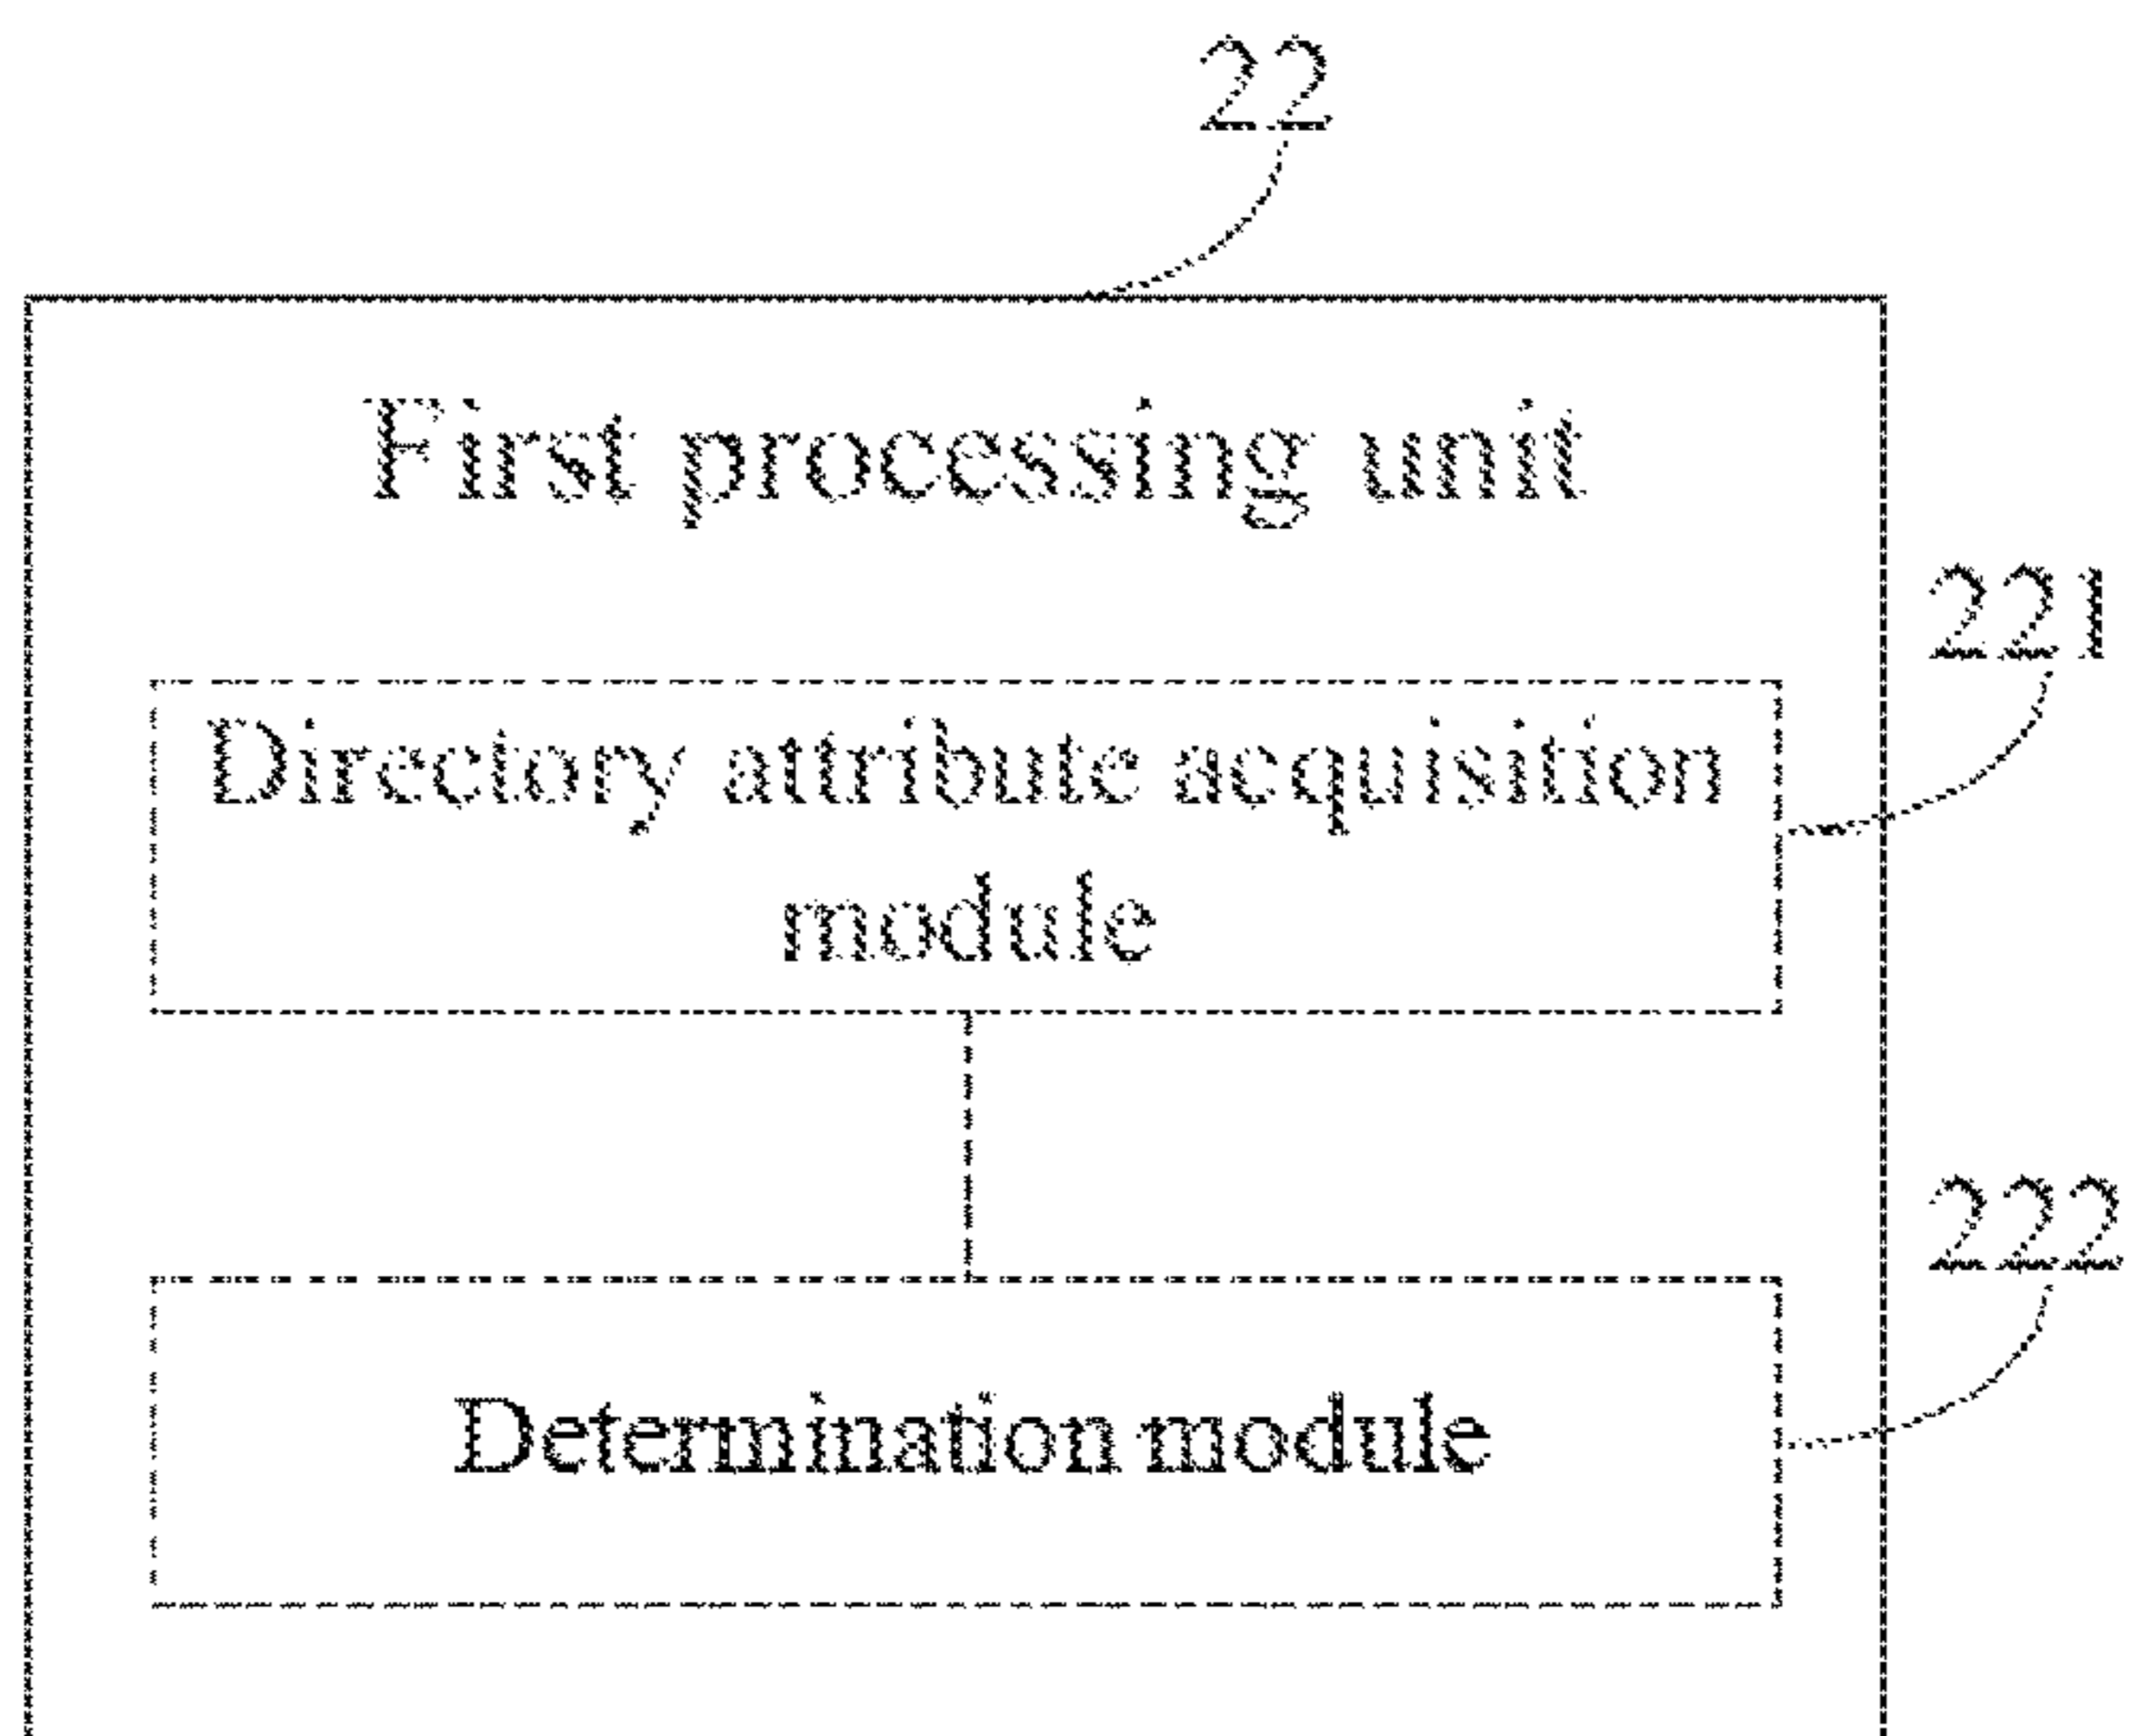 22
First processing unit
221
Directory attribute acquisition
module
222
Determination module